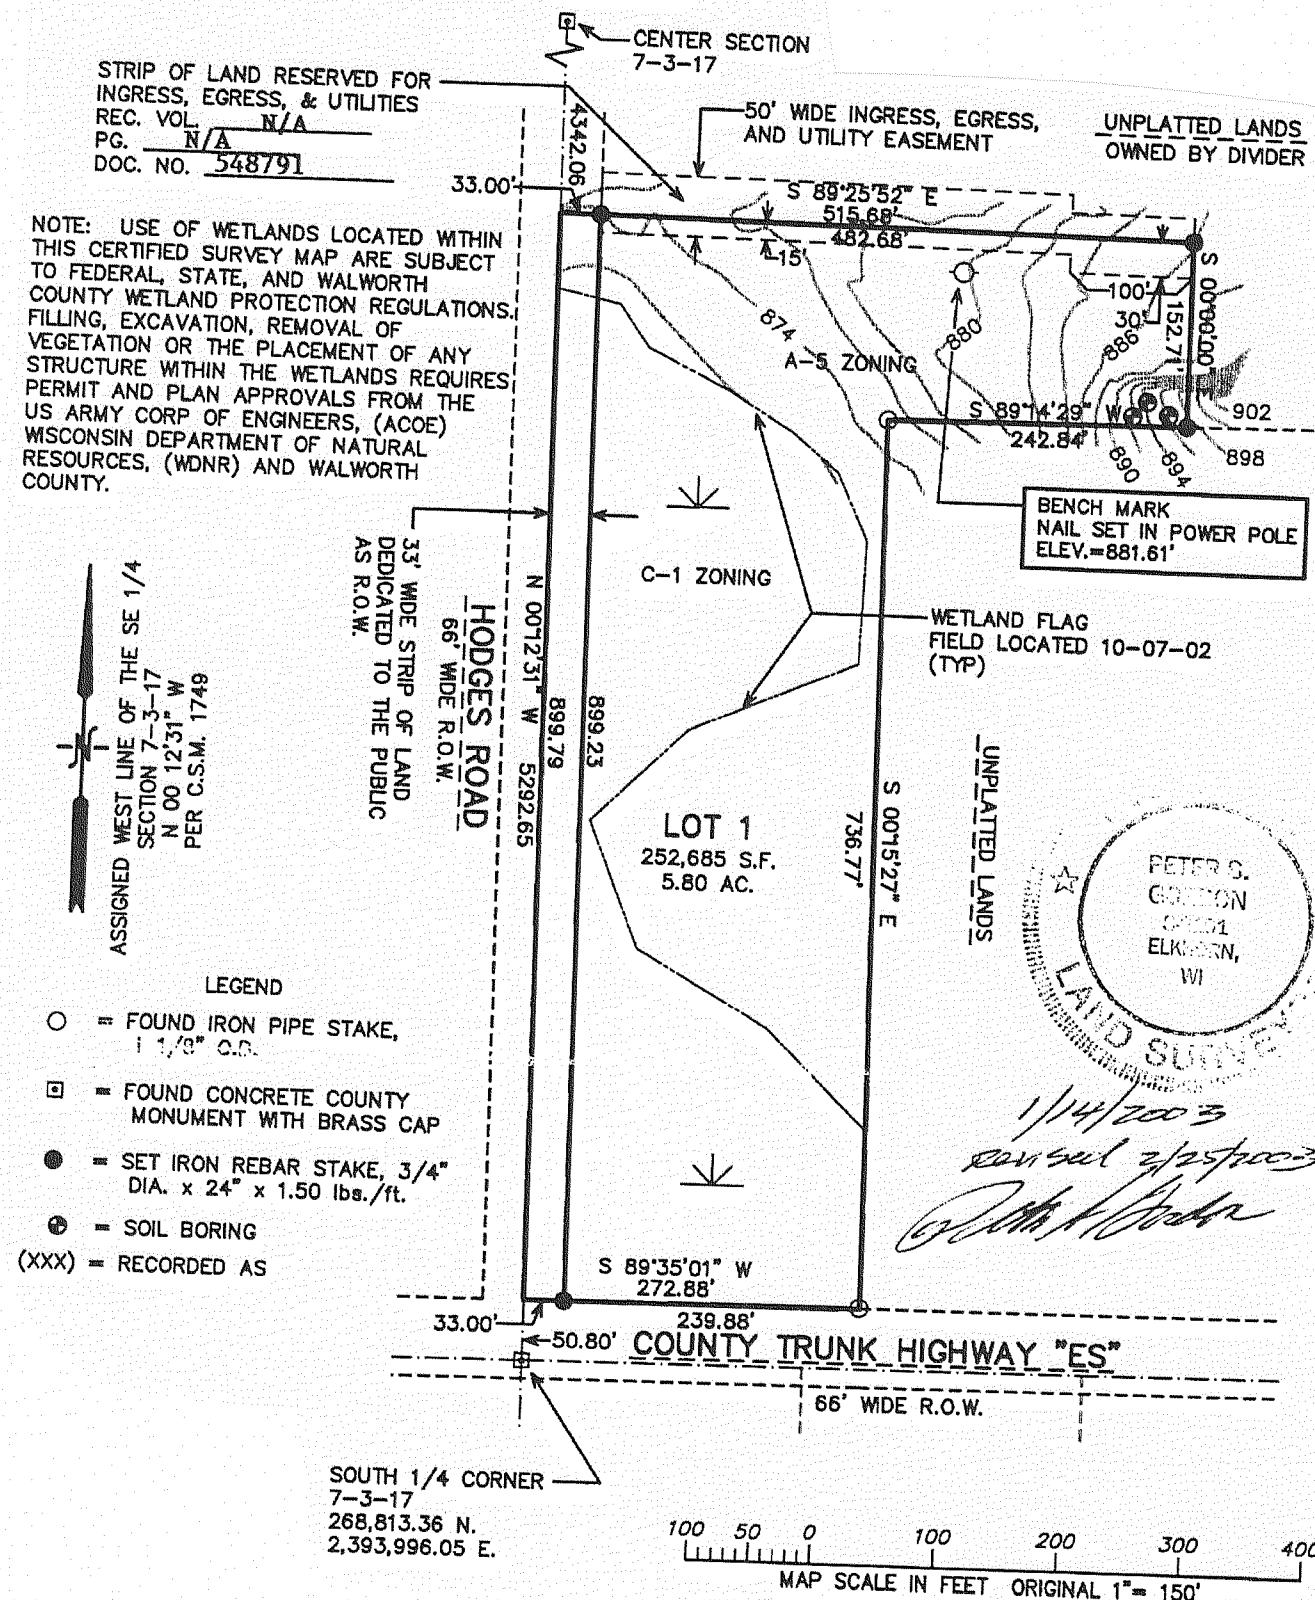 CENTER SECTION
7-3-17
STRIP OF LAND RESERVED FOR
INGRESS, EGRESS, & UTILITIES
REC. VOL. N/A
PG. N/A
DOC. NO. 548791
4342.06
50' WIDE INGRESS, EGRESS,
AND UTILITY EASEMENT
UNPLATTED LANDS
OWNED BY DIVIDER
33.00'
S 89°25'52" E
515.68'
482.68'
15'
NOTE: USE OF WETLANDS LOCATED WITHIN
THIS CERTIFIED SURVEY MAP ARE SUBJECT
TO FEDERAL, STATE, AND WALWORTH
COUNTY WETLAND PROTECTION REGULATIONS.
FILLING, EXCAVATION, REMOVAL OF
VEGETATION OR THE PLACEMENT OF ANY
STRUCTURE WITHIN THE WETLANDS REQUIRES
PERMIT AND PLAN APPROVALS FROM THE
US ARMY CORP OF ENGINEERS, (ACOE)
WISCONSIN DEPARTMENT OF NATURAL
RESOURCES, (WDNR) AND WALWORTH
COUNTY.
S 00°00'00" E
152.71'
100'
30'
874
880
886
A-5 ZONING
S 89°14'29" W
242.84'
890
894
898
902
BENCH MARK
NAIL SET IN POWER POLE
ELEV.=881.61'
C-1 ZONING
WETLAND FLAG
FIELD LOCATED 10-07-02
(TYP)
33' WIDE STRIP OF LAND
DEDICATED TO THE PUBLIC
AS R.O.W.
HODGES ROAD
66' WIDE R.O.W.
N 00°12'31" W 5292.65
899.79
899.23
ASSIGNED WEST LINE OF THE SE 1/4
SECTION 7-3-17
N 00 12'31" W
PER C.S.M. 1749
N
LOT 1
252,685 S.F.
5.80 AC.
S 00°15'27" E
736.77'
UNPLATTED LANDS
PETER S.
ELKHORN,
WI
LAND
1/14/2003
revised 2/25/2003
LEGEND
= FOUND IRON PIPE STAKE,
1 1/8" O.D.
= FOUND CONCRETE COUNTY
MONUMENT WITH BRASS CAP
= SET IRON REBAR STAKE, 3/4"
DIA. x 24" x 1.50 lbs./ft.
= SOIL BORING
(XXX) = RECORDED AS
S 89°35'01" W
272.88'
239.88'
33.00'
50.80'
COUNTY TRUNK HIGHWAY "ES"
66' WIDE R.O.W.
SOUTH 1/4 CORNER
7-3-17
268,813.36 N.
2,393,996.05 E.
100 50 0 100 200 300 400
MAP SCALE IN FEET ORIGINAL 1"= 150'